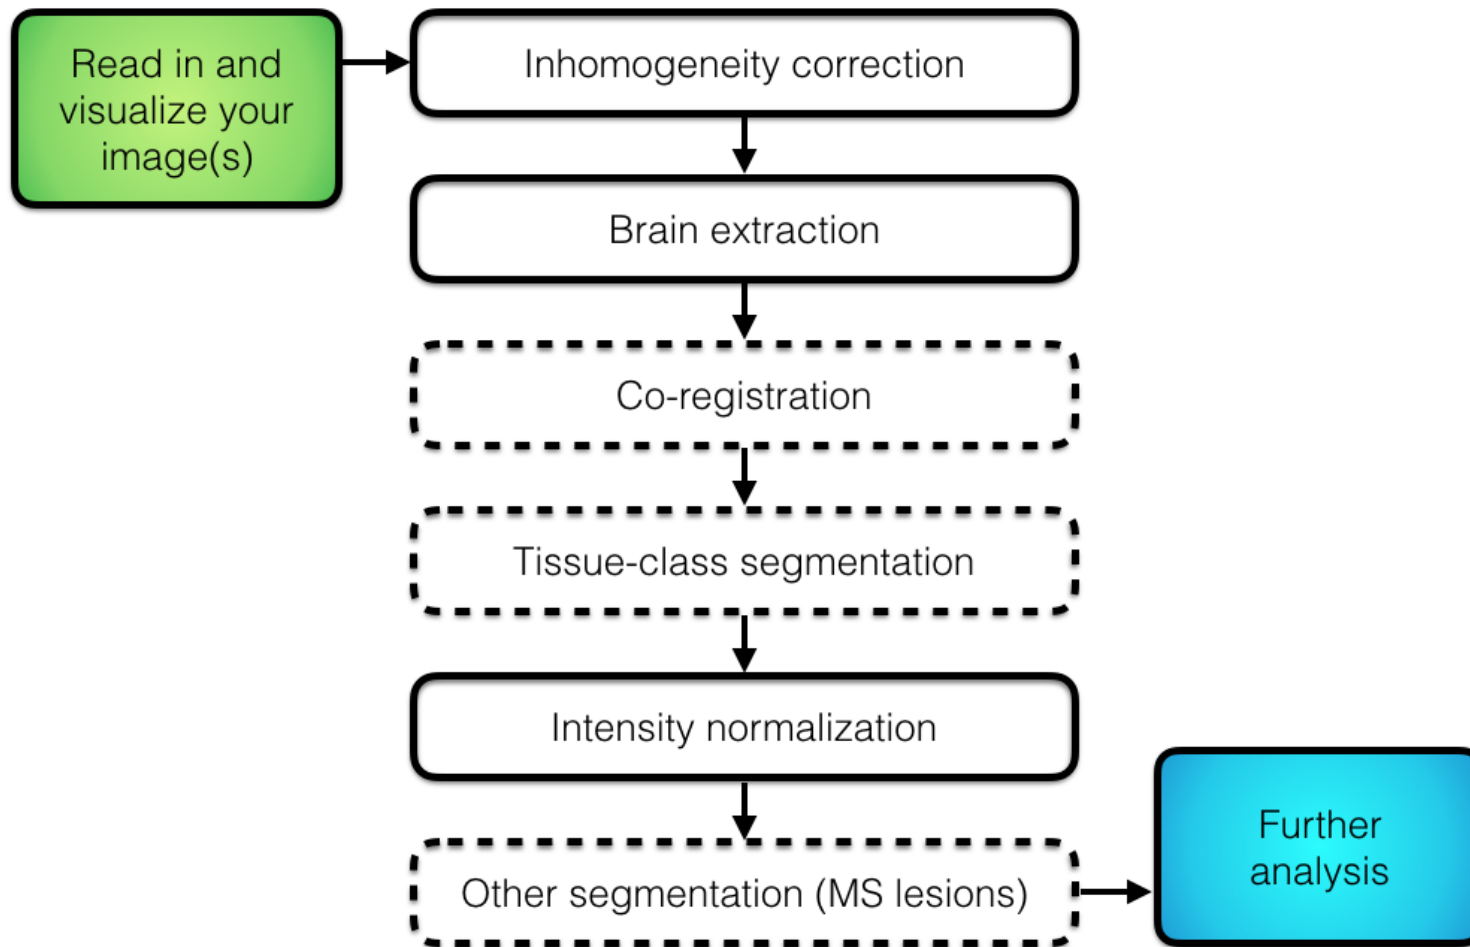 Read in and
visualize your
image(s)
Inhomogeneity correction
Brain extraction
Co-registration
Tissue-class segmentation
Intensity normalization
Other segmentation (MS lesions)
Further
analysis